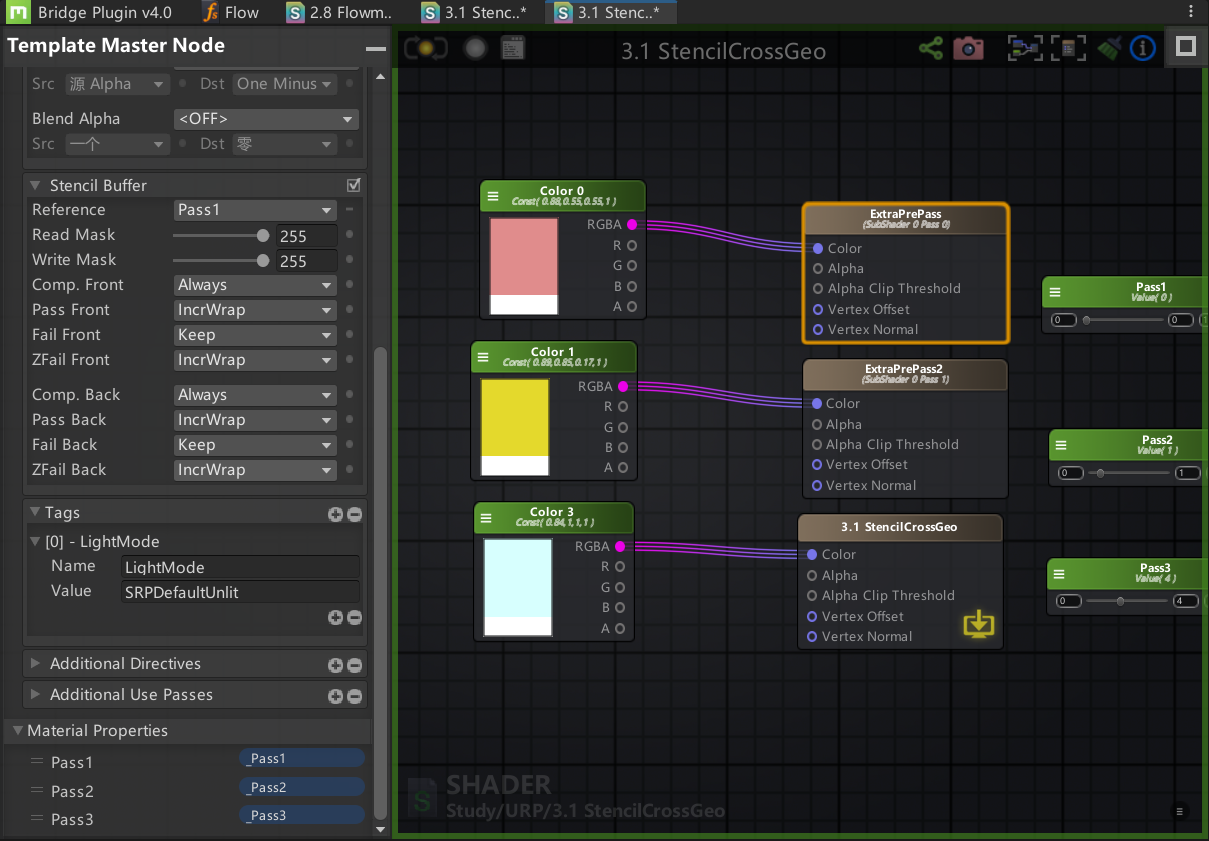 Bridge Plugin v4.0
Flow
2.8 Flowm..
3.1 Stenc..*
3.1 Stenc..*
Template Master Node
Src 源 Alpha Dst One Minus
Blend Alpha <OFF>
Src 一个 Dst 零
Stencil Buffer
Reference Pass1
Read Mask 255
Write Mask 255
Comp. Front Always
Pass Front IncrWrap
Fail Front Keep
ZFail Front IncrWrap
Comp. Back Always
Pass Back IncrWrap
Fail Back Keep
ZFail Back IncrWrap
Tags
[0] - LightMode
Name LightMode
Value SRPDefaultUnlit
Additional Directives
Additional Use Passes
Material Properties
Pass1 _Pass1
Pass2 _Pass2
Pass3 _Pass3
3.1 StencilCrossGeo
Color 0
Const( 0.88,0.55,0.55,1 )
RGBA
R
G
B
A
Color 1
Const( 0.89,0.85,0.17,1 )
RGBA
R
G
B
A
Color 3
Const( 0.84,1,1,1 )
RGBA
R
G
B
A
ExtraPrePass
(SubShader 0 Pass 0)
Color
Alpha
Alpha Clip Threshold
Vertex Offset
Vertex Normal
ExtraPrePass2
(SubShader 0 Pass 1)
Color
Alpha
Alpha Clip Threshold
Vertex Offset
Vertex Normal
3.1 StencilCrossGeo
Color
Alpha
Alpha Clip Threshold
Vertex Offset
Vertex Normal
Pass1
Value( 0 )
0 0 1
Pass2
Value( 1 )
0 1
Pass3
Value( 4 )
0 4
SHADER
Study/URP/3.1 StencilCrossGeo